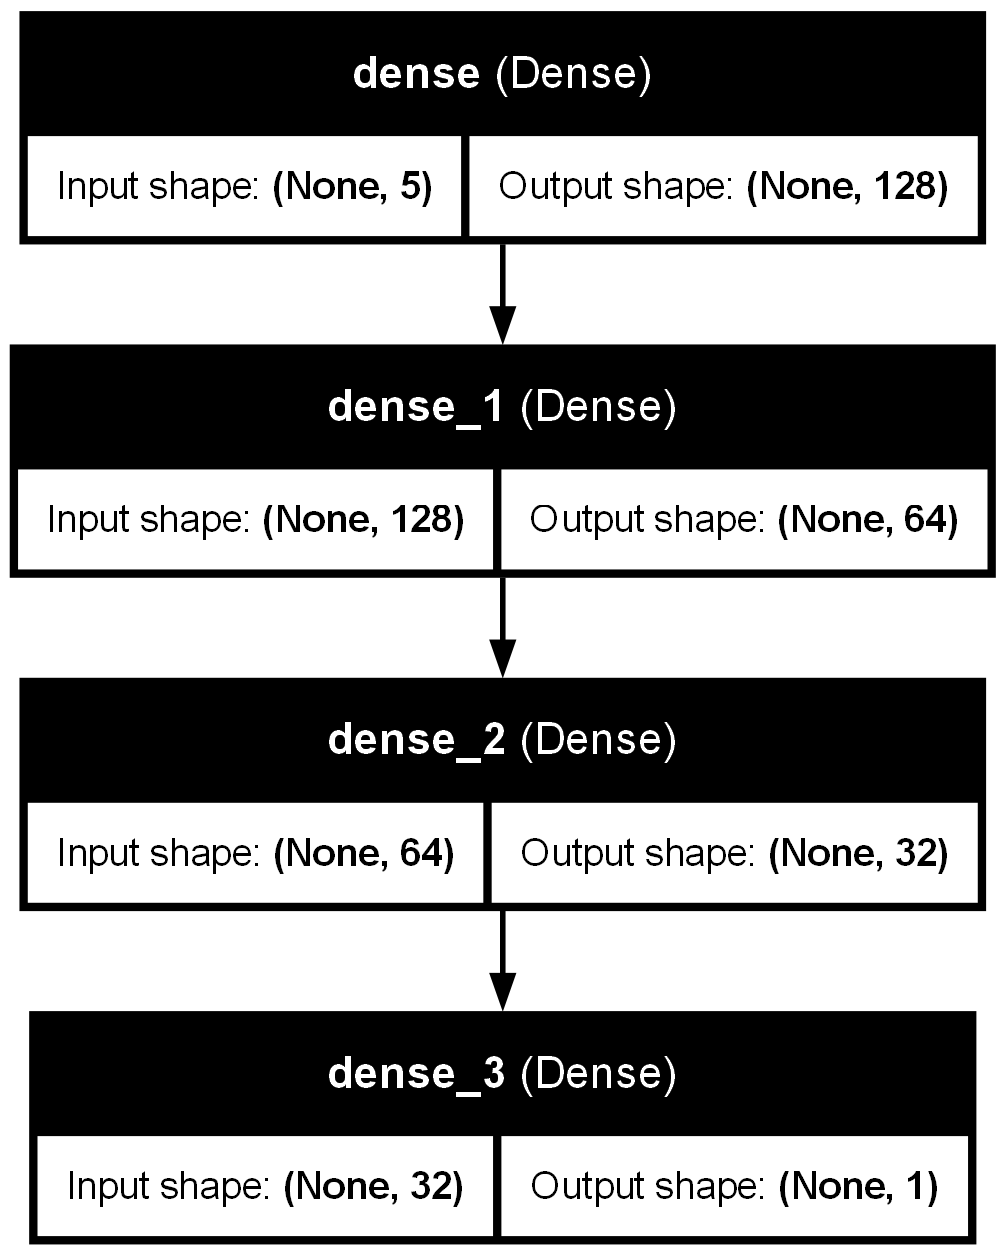 dense (Dense)
Input shape: (None, 5) Output shape: (None, 128)
dense_1 (Dense)
Input shape: (None, 128) Output shape: (None, 64)
dense_2 (Dense)
Input shape: (None, 64) Output shape: (None, 32)
dense_3 (Dense)
Input shape: (None, 32) Output shape: (None, 1)